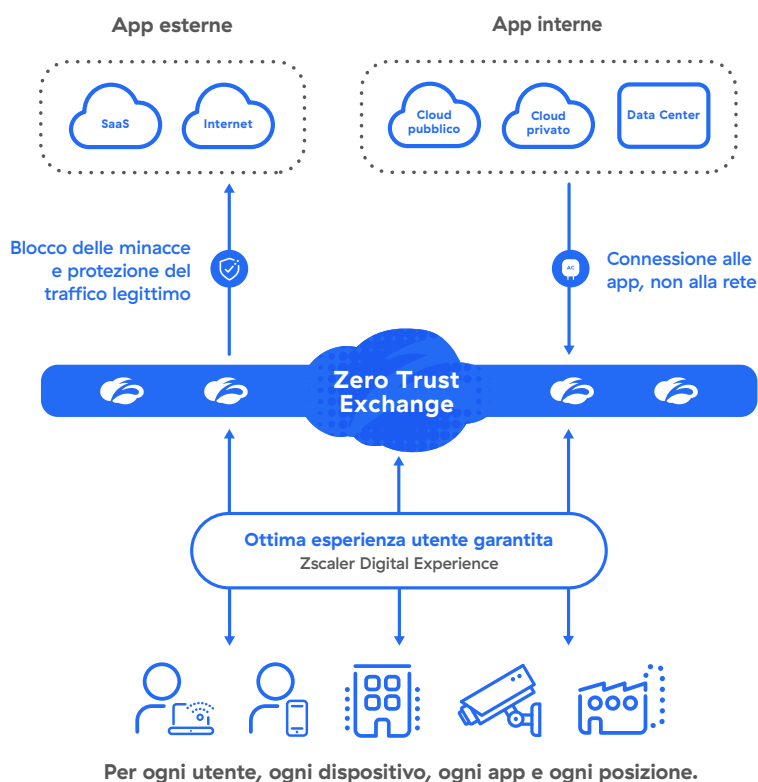 App esterne
App interne
SaaS
Internet
Cloud
pubblico
Cloud
privato
Data Center
Blocco delle minacce
e protezione del
traffico legittimo
AC
Connessione alle
app, non alla rete
Zero Trust
Exchange
Ottima esperienza utente garantita
Zscaler Digital Experience
Per ogni utente, ogni dispositivo, ogni app e ogni posizione.